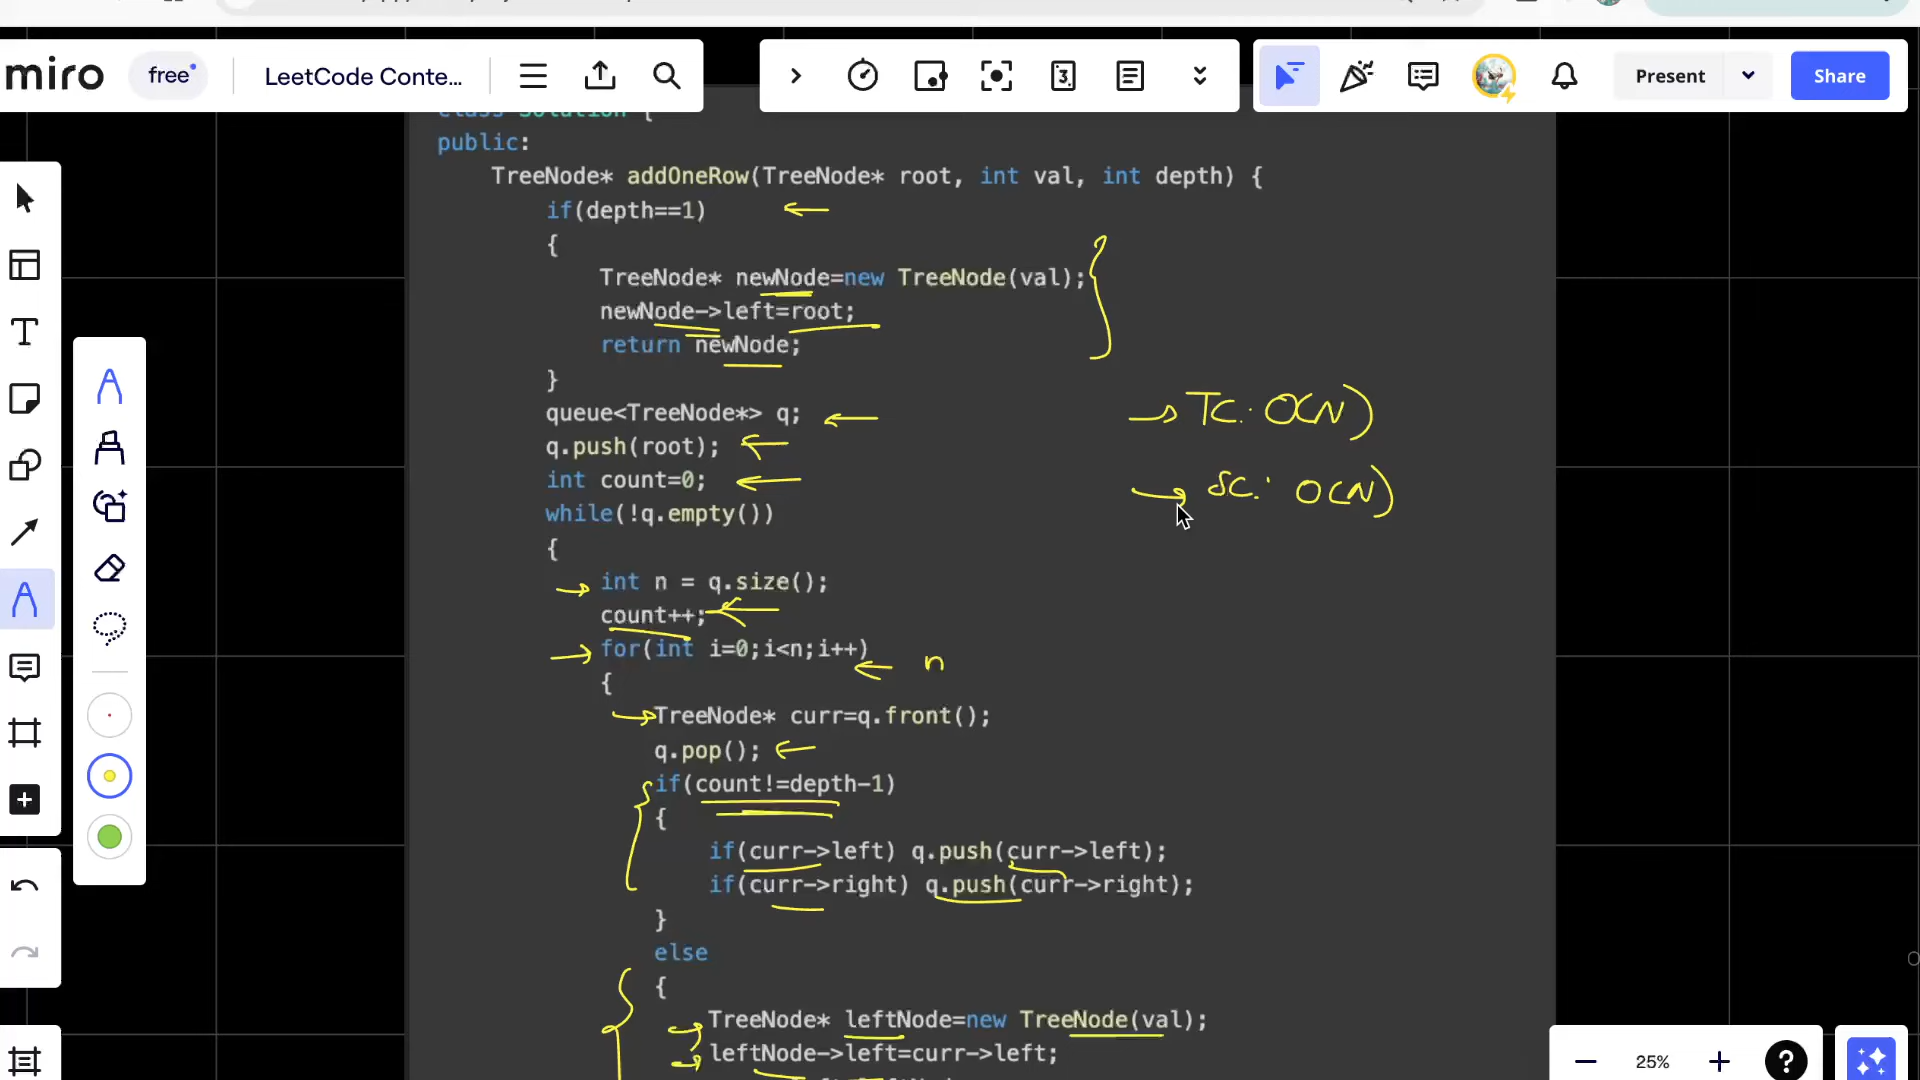 miro free LeetCode Conte... Present Share
class Solution {
public:
TreeNode* addOneRow(TreeNode* root, int val, int depth) {
if(depth==1)
{
TreeNode* newNode=new TreeNode(val);
newNode->left=root;
return newNode;
}
queue<TreeNode*> q;
TC: O(N)
q.push(root);
int count=0;
SC: O(N)
while(!q.empty())
{
int n = q.size();
count++;
for(int i=0;i<n;i++)
n
{
TreeNode* curr=q.front();
q.pop();
if(count!=depth-1)
{
if(curr->left) q.push(curr->left);
if(curr->right) q.push(curr->right);
}
else
{
TreeNode* leftNode=new TreeNode(val);
leftNode->left=curr->left;
25%